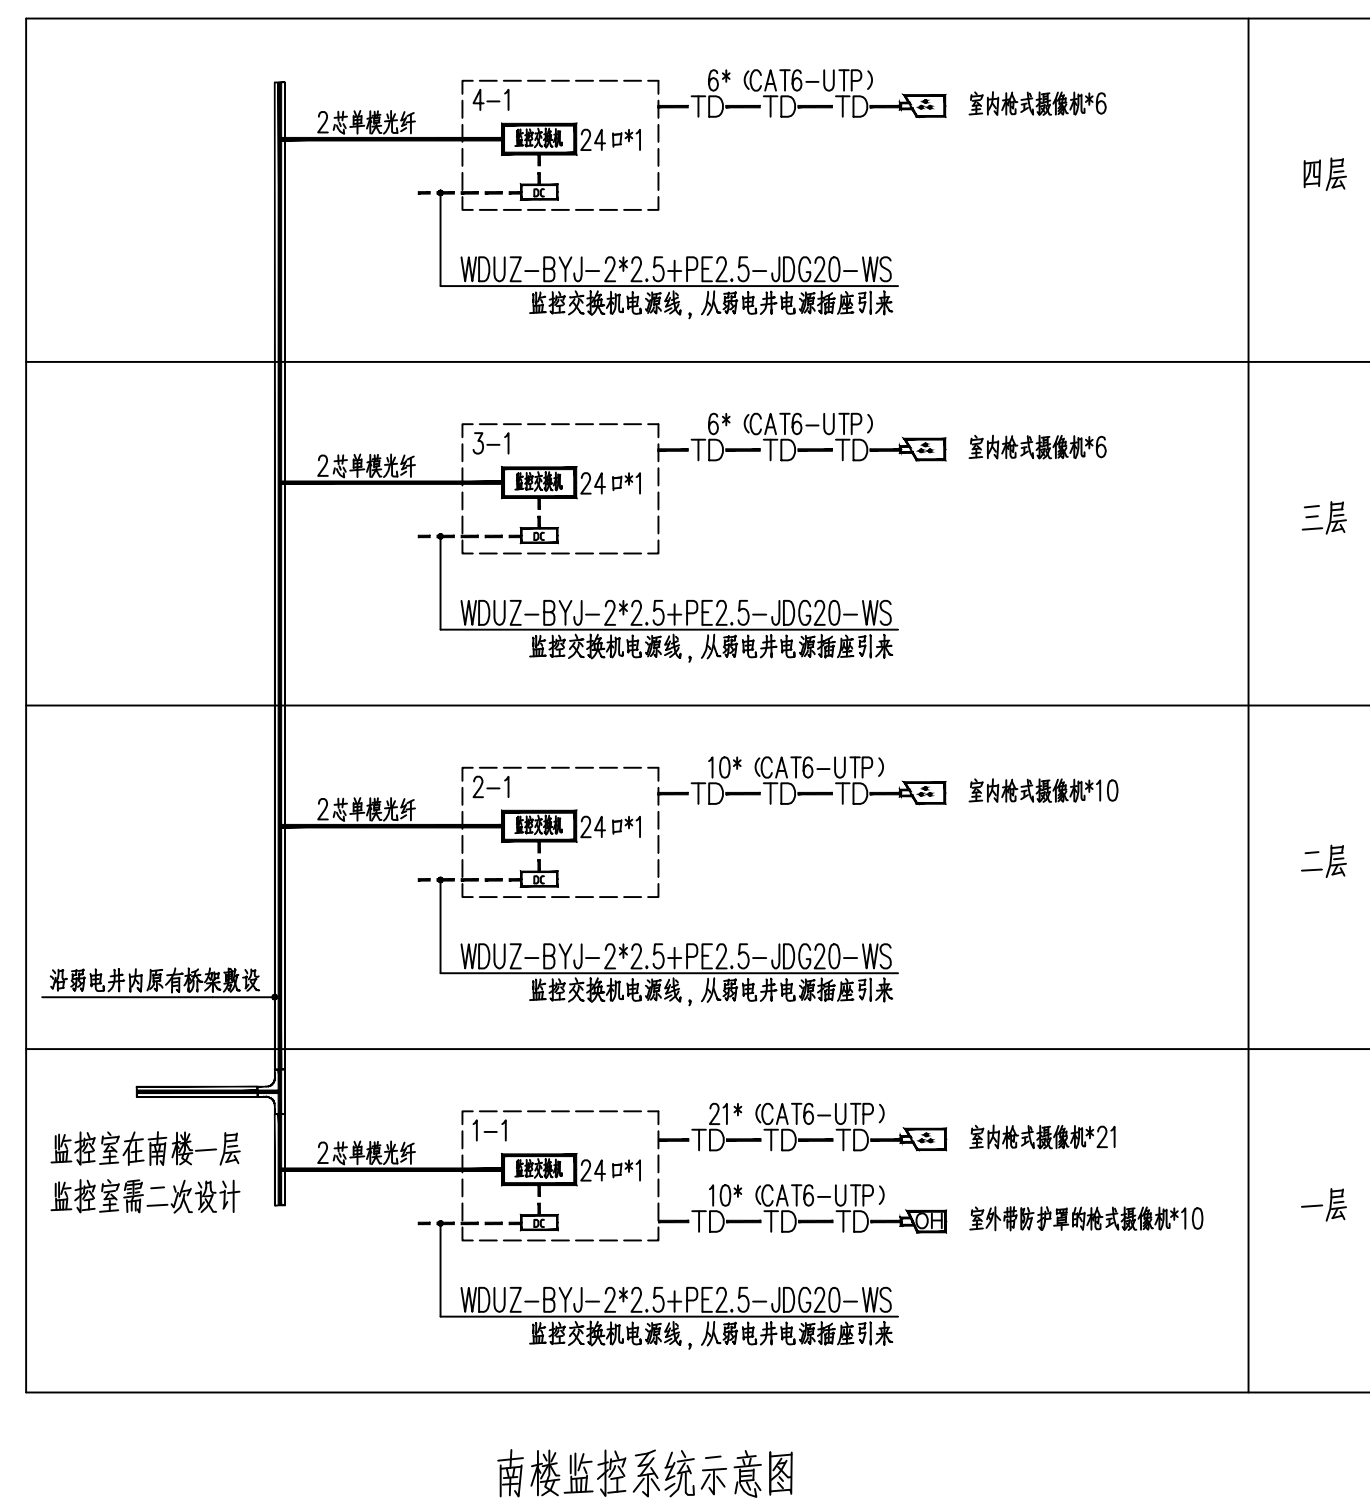 6* (CAT6-UTP)
4-1
TD TD TD
室内枪式摄像机*6
2芯单模光纤
监控交换机
24口*1
DC
四层
WDUZ-BYJ-2*2.5+PE2.5-JDG20-WS
监控交换机电源线,从弱电井电源插座引来
6* (CAT6-UTP)
3-1
TD TD TD
室内枪式摄像机*6
2芯单模光纤
监控交换机
24口*1
DC
三层
WDUZ-BYJ-2*2.5+PE2.5-JDG20-WS
监控交换机电源线,从弱电井电源插座引来
10* (CAT6-UTP)
2-1
TD TD TD
室内枪式摄像机*10
2芯单模光纤
监控交换机
24口*1
DC
二层
WDUZ-BYJ-2*2.5+PE2.5-JDG20-WS
监控交换机电源线,从弱电井电源插座引来
沿弱电井内原有桥架敷设
21* (CAT6-UTP)
1-1
TD TD TD
室内枪式摄像机*21
监控室在南楼一层
监控室需二次设计
2芯单模光纤
监控交换机
24口*1
10* (CAT6-UTP)
DC
TD TD TD
OH
室外带防护罩的枪式摄像机*10
一层
WDUZ-BYJ-2*2.5+PE2.5-JDG20-WS
监控交换机电源线,从弱电井电源插座引来
南楼监控系统示意图